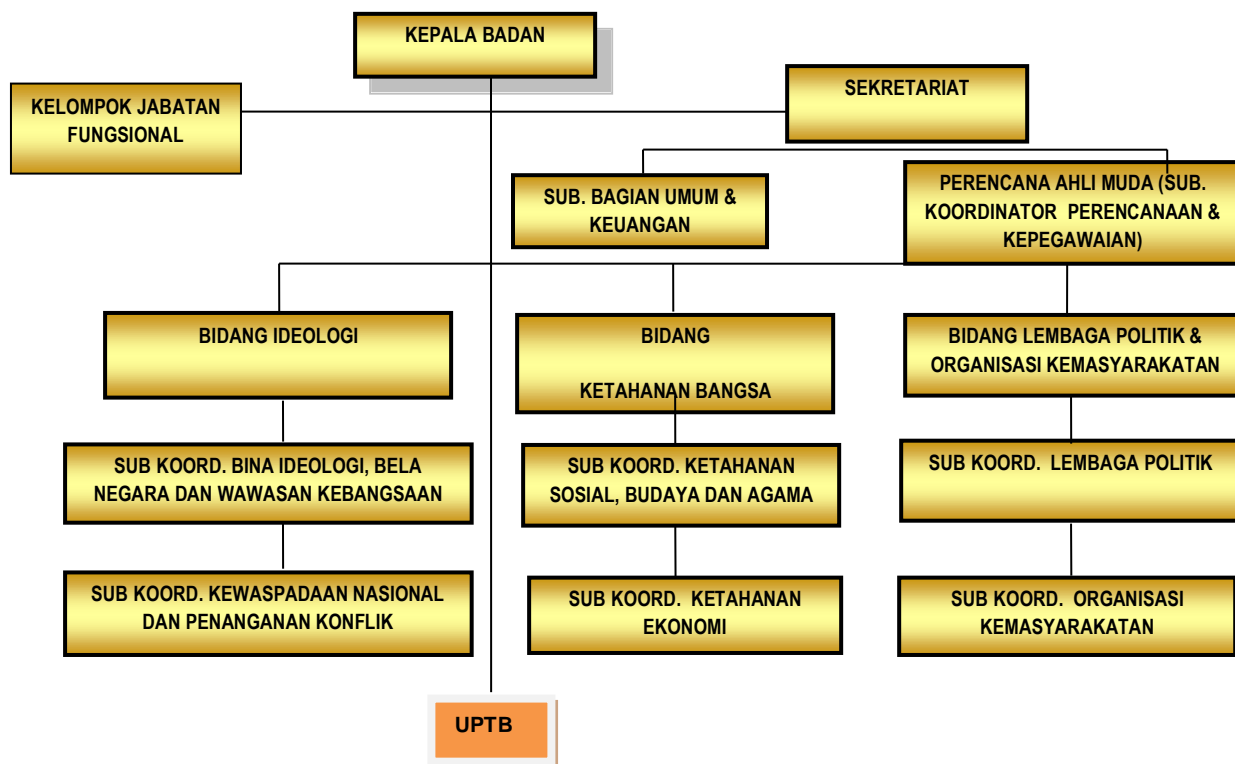 KEPALA BADAN
KELOMPOK JABATAN
FUNGSIONAL
SEKRETARIAT
SUB. BAGIAN UMUM &
KEUANGAN
PERENCANA AHLI MUDA (SUB.
KOORDINATOR PERENCANAAN &
KEPEGAWAIAN)
BIDANG IDEOLOGI
BIDANG
KETAHANAN BANGSA
BIDANG LEMBAGA POLITIK &
ORGANISASI KEMASYARAKATAN
SUB KOORD. BINA IDEOLOGI, BELA
NEGARA DAN WAWASAN KEBANGSAAN
SUB KOORD. KETAHANAN
SOSIAL, BUDAYA DAN AGAMA
SUB KOORD. LEMBAGA POLITIK
SUB KOORD. KEWASPADAAN NASIONAL
DAN PENANGANAN KONFLIK
SUB KOORD. KETAHANAN
EKONOMI
SUB KOORD. ORGANISASI
KEMASYARAKATAN
UPTB